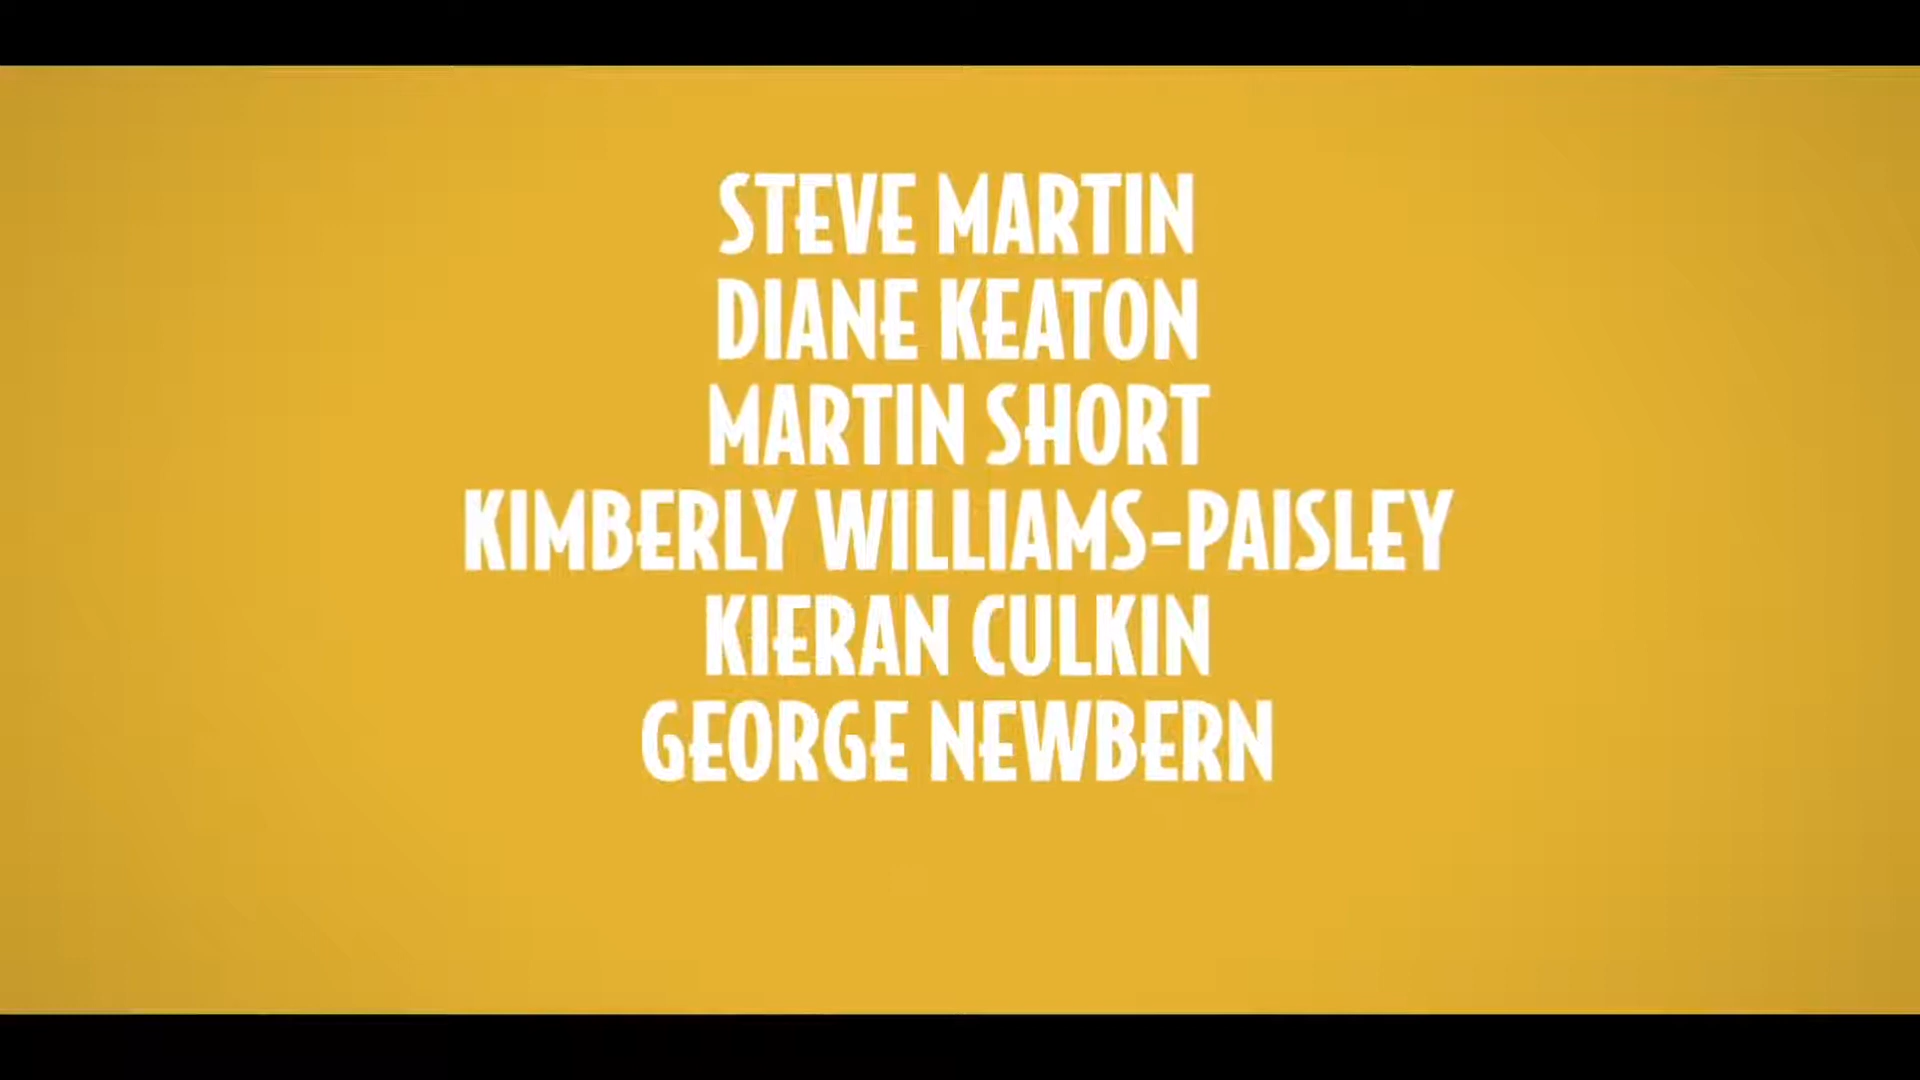 STEVE MARTIN
DIANE KEATON
MARTIN SHORT
KIMBERLY WILLIAMS-PAISLEY
KIERAN CULKIN
GEORGE NEWBERN